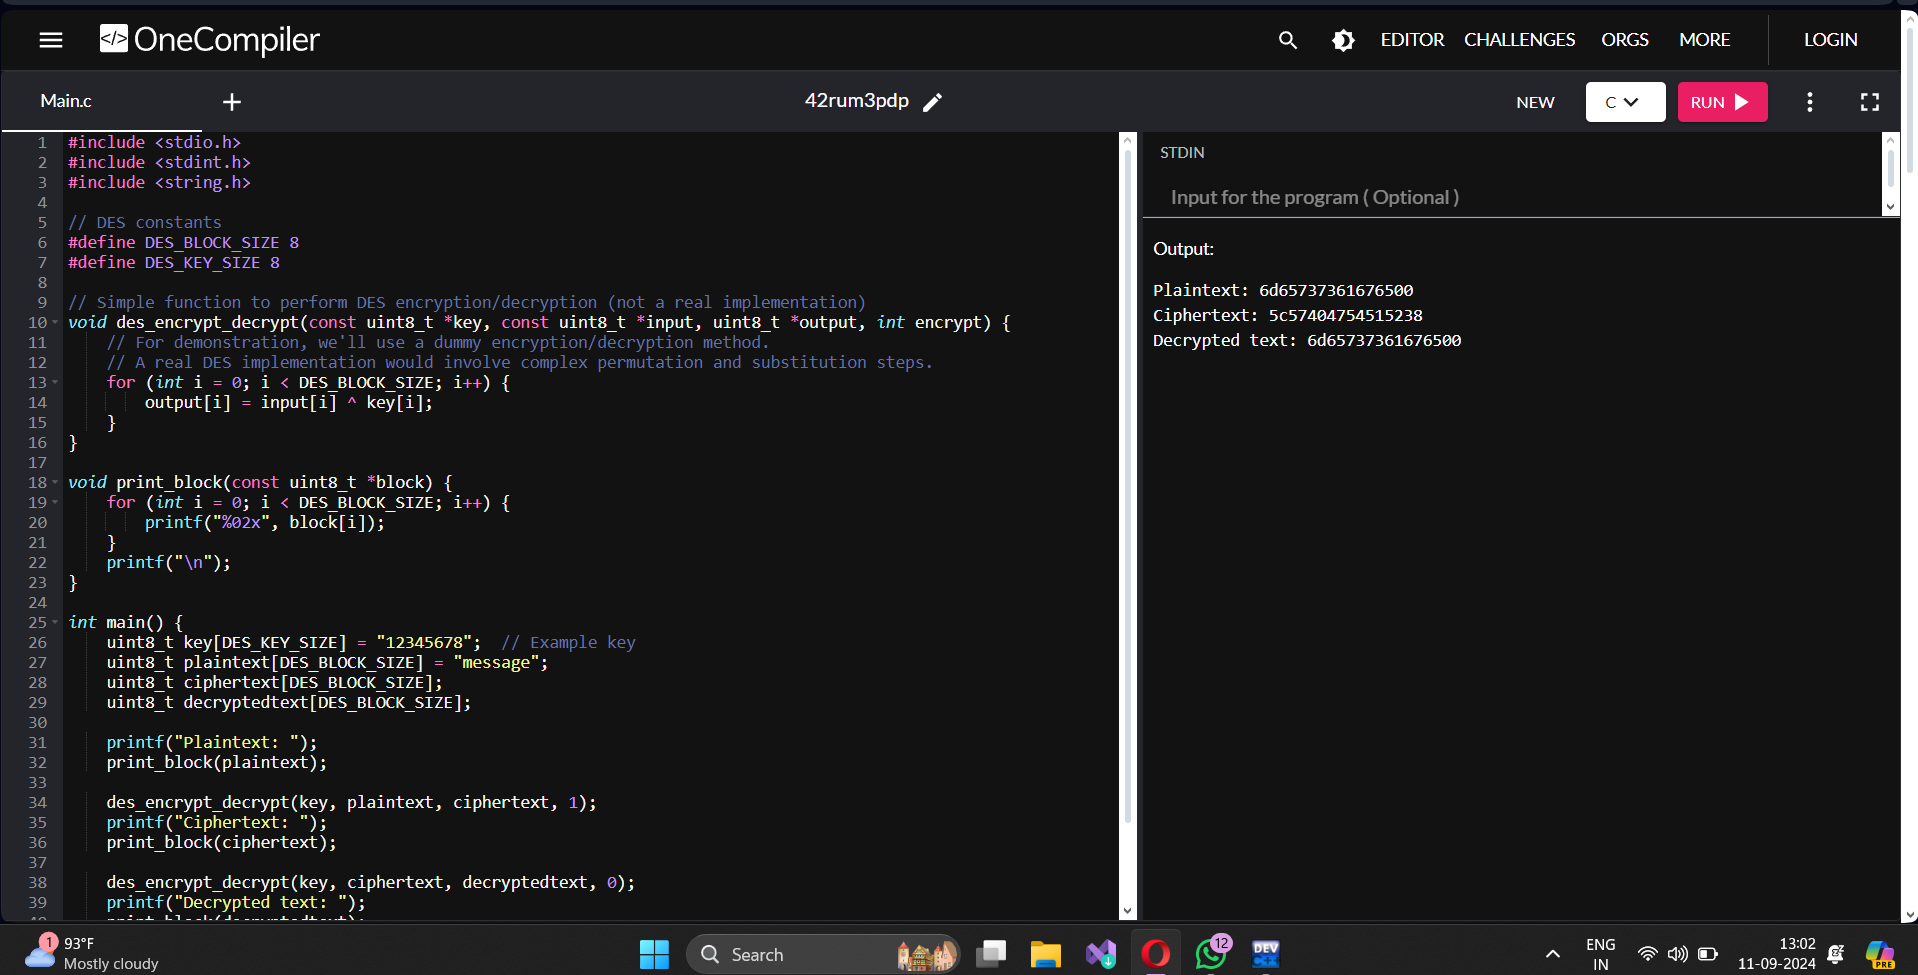 </> OneCompiler
EDITOR CHALLENGES ORGS MORE LOGIN
Main.c +
42rum3pdp
NEW C RUN
1 #include <stdio.h>
2 #include <stdint.h>
3 #include <string.h>
4
5 // DES constants
6 #define DES_BLOCK_SIZE 8
7 #define DES_KEY_SIZE 8
8
9 // Simple function to perform DES encryption/decryption (not a real implementation)
10 void des_encrypt_decrypt(const uint8_t *key, const uint8_t *input, uint8_t *output, int encrypt) {
11     // For demonstration, we'll use a dummy encryption/decryption method.
12     // A real DES implementation would involve complex permutation and substitution steps.
13     for (int i = 0; i < DES_BLOCK_SIZE; i++) {
14         output[i] = input[i] ^ key[i];
15     }
16 }
17
18 void print_block(const uint8_t *block) {
19     for (int i = 0; i < DES_BLOCK_SIZE; i++) {
20         printf("%02x", block[i]);
21     }
22     printf("\n");
23 }
24
25 int main() {
26     uint8_t key[DES_KEY_SIZE] = "12345678";  // Example key
27     uint8_t plaintext[DES_BLOCK_SIZE] = "message";
28     uint8_t ciphertext[DES_BLOCK_SIZE];
29     uint8_t decryptedtext[DES_BLOCK_SIZE];
30
31     printf("Plaintext: ");
32     print_block(plaintext);
33
34     des_encrypt_decrypt(key, plaintext, ciphertext, 1);
35     printf("Ciphertext: ");
36     print_block(ciphertext);
37
38     des_encrypt_decrypt(key, ciphertext, decryptedtext, 0);
39     printf("Decrypted text: ");
STDIN
Input for the program ( Optional )
Output:
Plaintext: 6d65737361676500
Ciphertext: 5c57404754515238
Decrypted text: 6d65737361676500
1
93°F
Mostly cloudy
Search
12
DEV
ENG
IN
13:02
11-09-2024
PRE